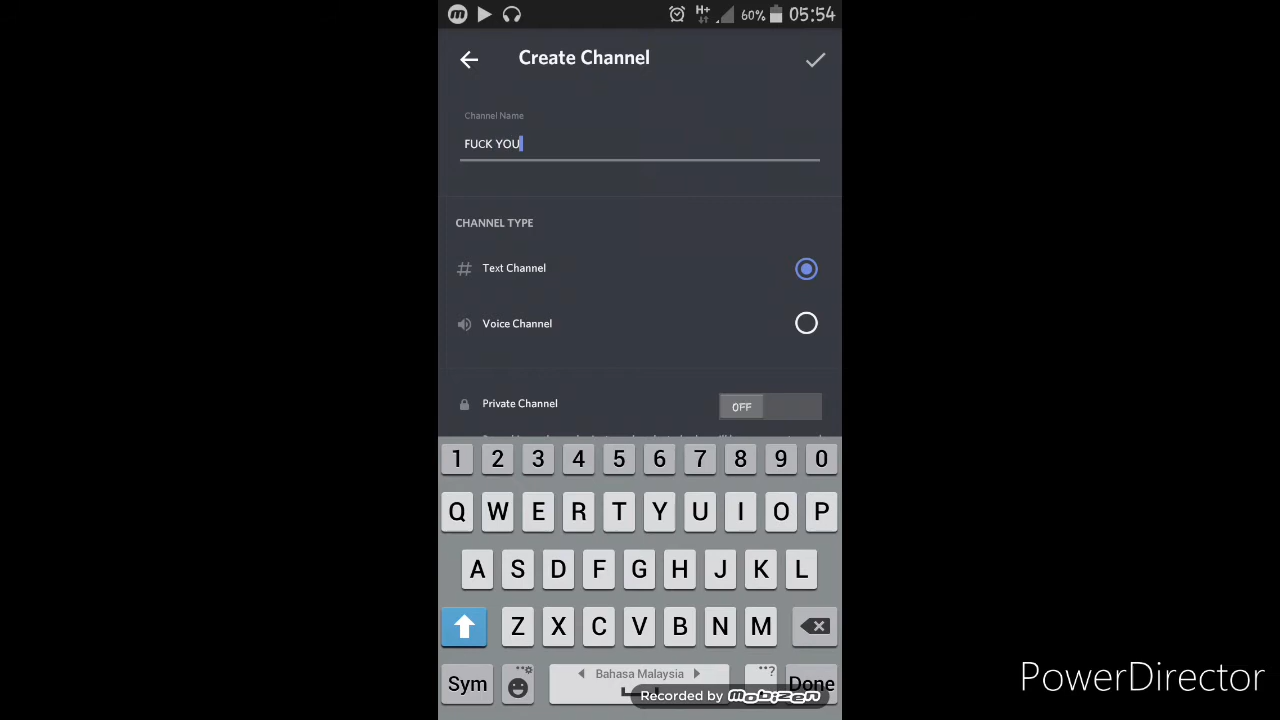 H+ 60% 05:54
Create Channel
Channel Name
FUCK YOU
CHANNEL TYPE
Text Channel
Voice Channel
Private Channel
OFF
1 2 3 4 5 6 7 8 9 0
Q W E R T Y U I O P
A S D F G H J K L
Z X C V B N M
Sym Bahasa Malaysia ? Done
Recorded by mobizen
PowerDirector